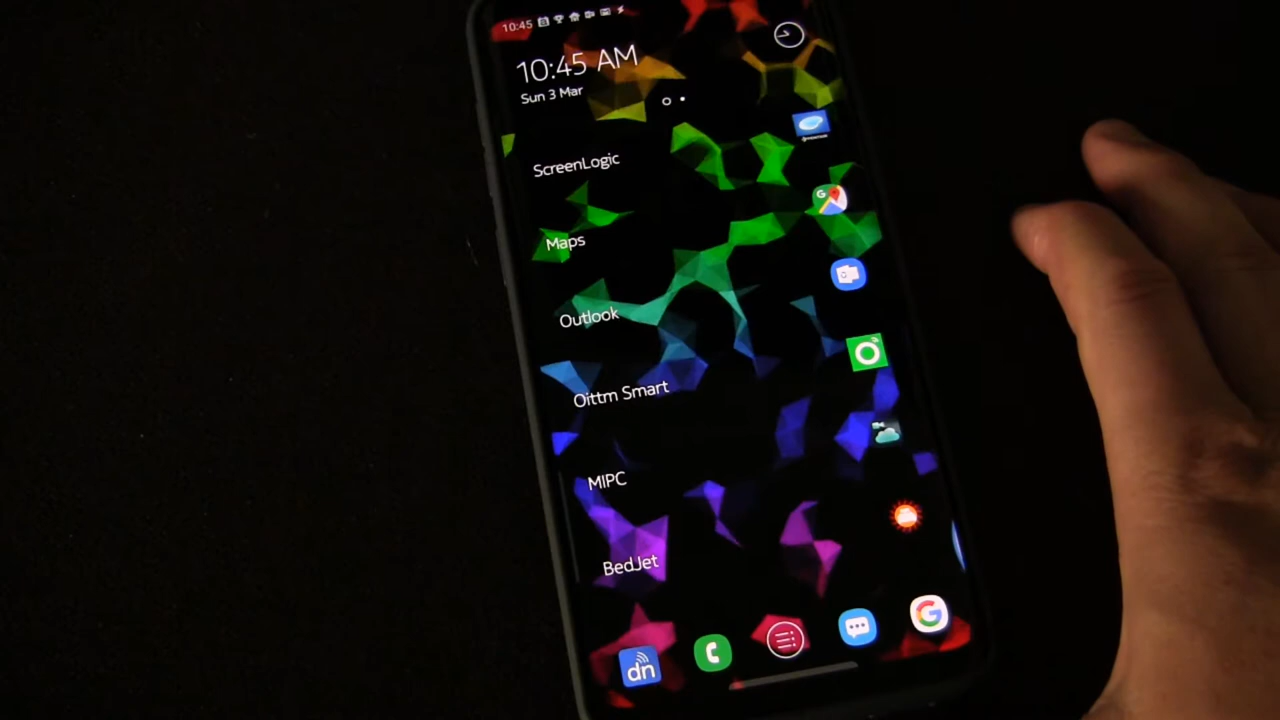 10:45
10:45 AM
Sun 3 Mar
ScreenLogic
Maps
Outlook
Oittm Smart
MIPC
BedJet
dn